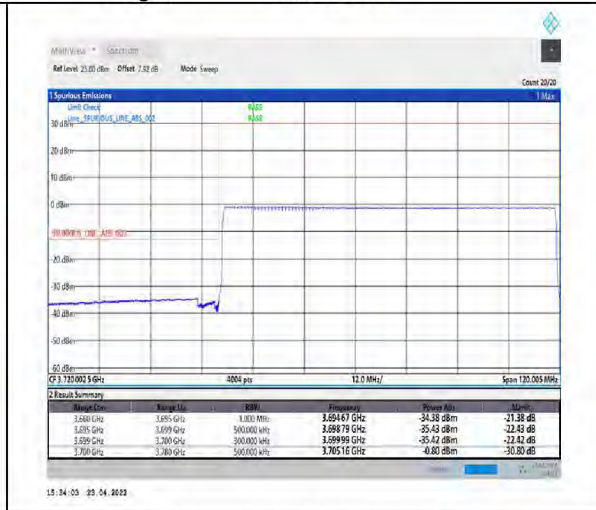 MultiView Spectrum
Ref Level 25.00 dBm Offset 7.92 dB Mode Sweep
Count 20/20
1 Spurious Emissions 1 Max
Limit Check PASS
Line _SPURIOUS_LINE_ABS_002 PASS
30 dBm
20 dBm
10 dBm
0 dBm
-20 dBm
-30 dBm
-40 dBm
-50 dBm
-60 dBm
CF 3.7200025 GHz 4004 pts 12.0 MHz/ Span 120.005 MHz
2 Result Summary
Range Low Range Up RBW Frequency Power Abs ΔLimit
3.660 GHz 3.695 GHz 1.000 MHz 3.69467 GHz -34.38 dBm -21.38 dB
3.695 GHz 3.699 GHz 500.000 kHz 3.69879 GHz -35.43 dBm -22.43 dB
3.699 GHz 3.700 GHz 300.000 kHz 3.69999 GHz -35.42 dBm -22.42 dB
3.700 GHz 3.780 GHz 500.000 kHz 3.70516 GHz -0.80 dBm -30.80 dB
15:34:03 23.04.2022